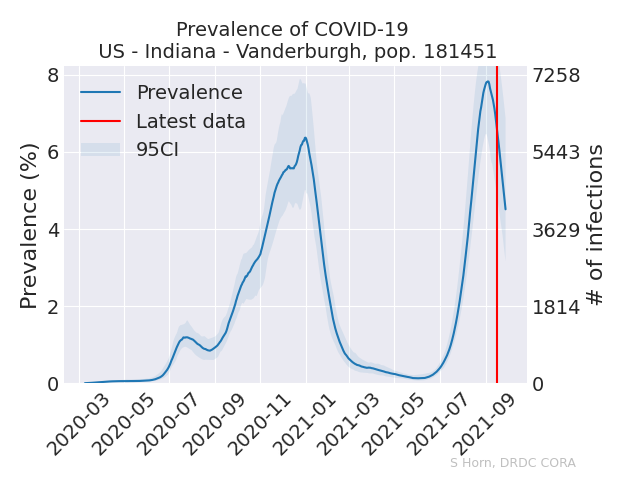 Prevalence of COVID-19
US - Indiana - Vanderburgh, pop. 181451
Prevalence
Latest data
95CI
Prevalence (%)
8
6
4
2
0
7258
5443
3629
1814
0
# of infections
2020-03
2020-05
2020-07
2020-09
2020-11
2021-01
2021-03
2021-05
2021-07
2021-09
S Horn, DRDC CORA